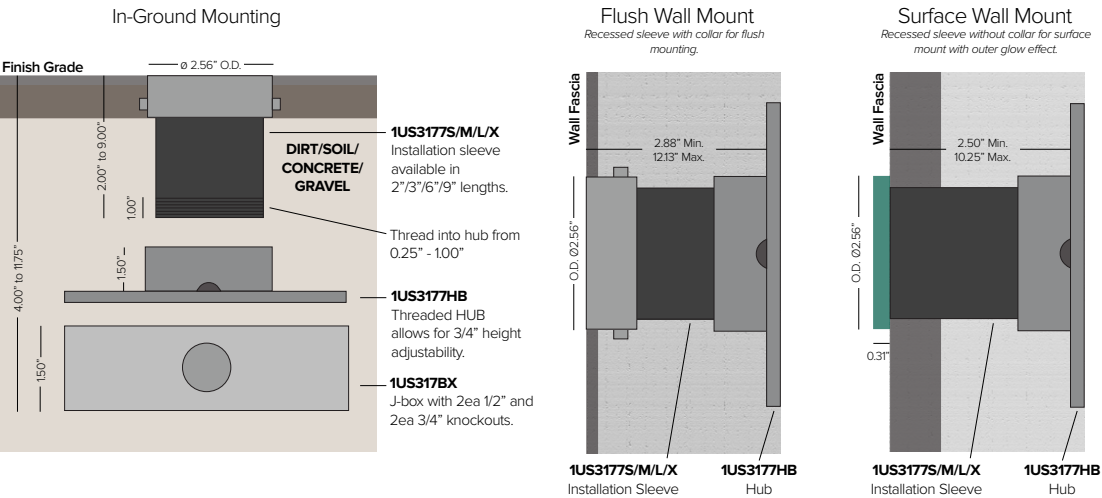 In-Ground Mounting
Finish Grade
ø 2.56" O.D.
2.00" to 9.00"
1.00"
DIRT/SOIL/
CONCRETE/
GRAVEL
1US3177S/M/L/X
Installation sleeve
available in
2"/3"/6"/9" lengths.
Thread into hub from
0.25" - 1.00"
4.00" to 11.75"
1.50"
1US3177HB
Threaded HUB
allows for 3/4" height
adjustability.
1.50"
1US317BX
J-box with 2ea 1/2" and
2ea 3/4" knockouts.
Flush Wall Mount
Recessed sleeve with collar for flush
mounting.
Wall Fascia
2.88" Min.
12.13" Max.
O.D. Ø2.56"
1US3177S/M/L/X
Installation Sleeve
1US3177HB
Hub
Surface Wall Mount
Recessed sleeve without collar for surface
mount with outer glow effect.
Wall Fascia
2.50" Min.
10.25" Max.
O.D. Ø2.56"
0.31"
1US3177S/M/L/X
Installation Sleeve
1US3177HB
Hub